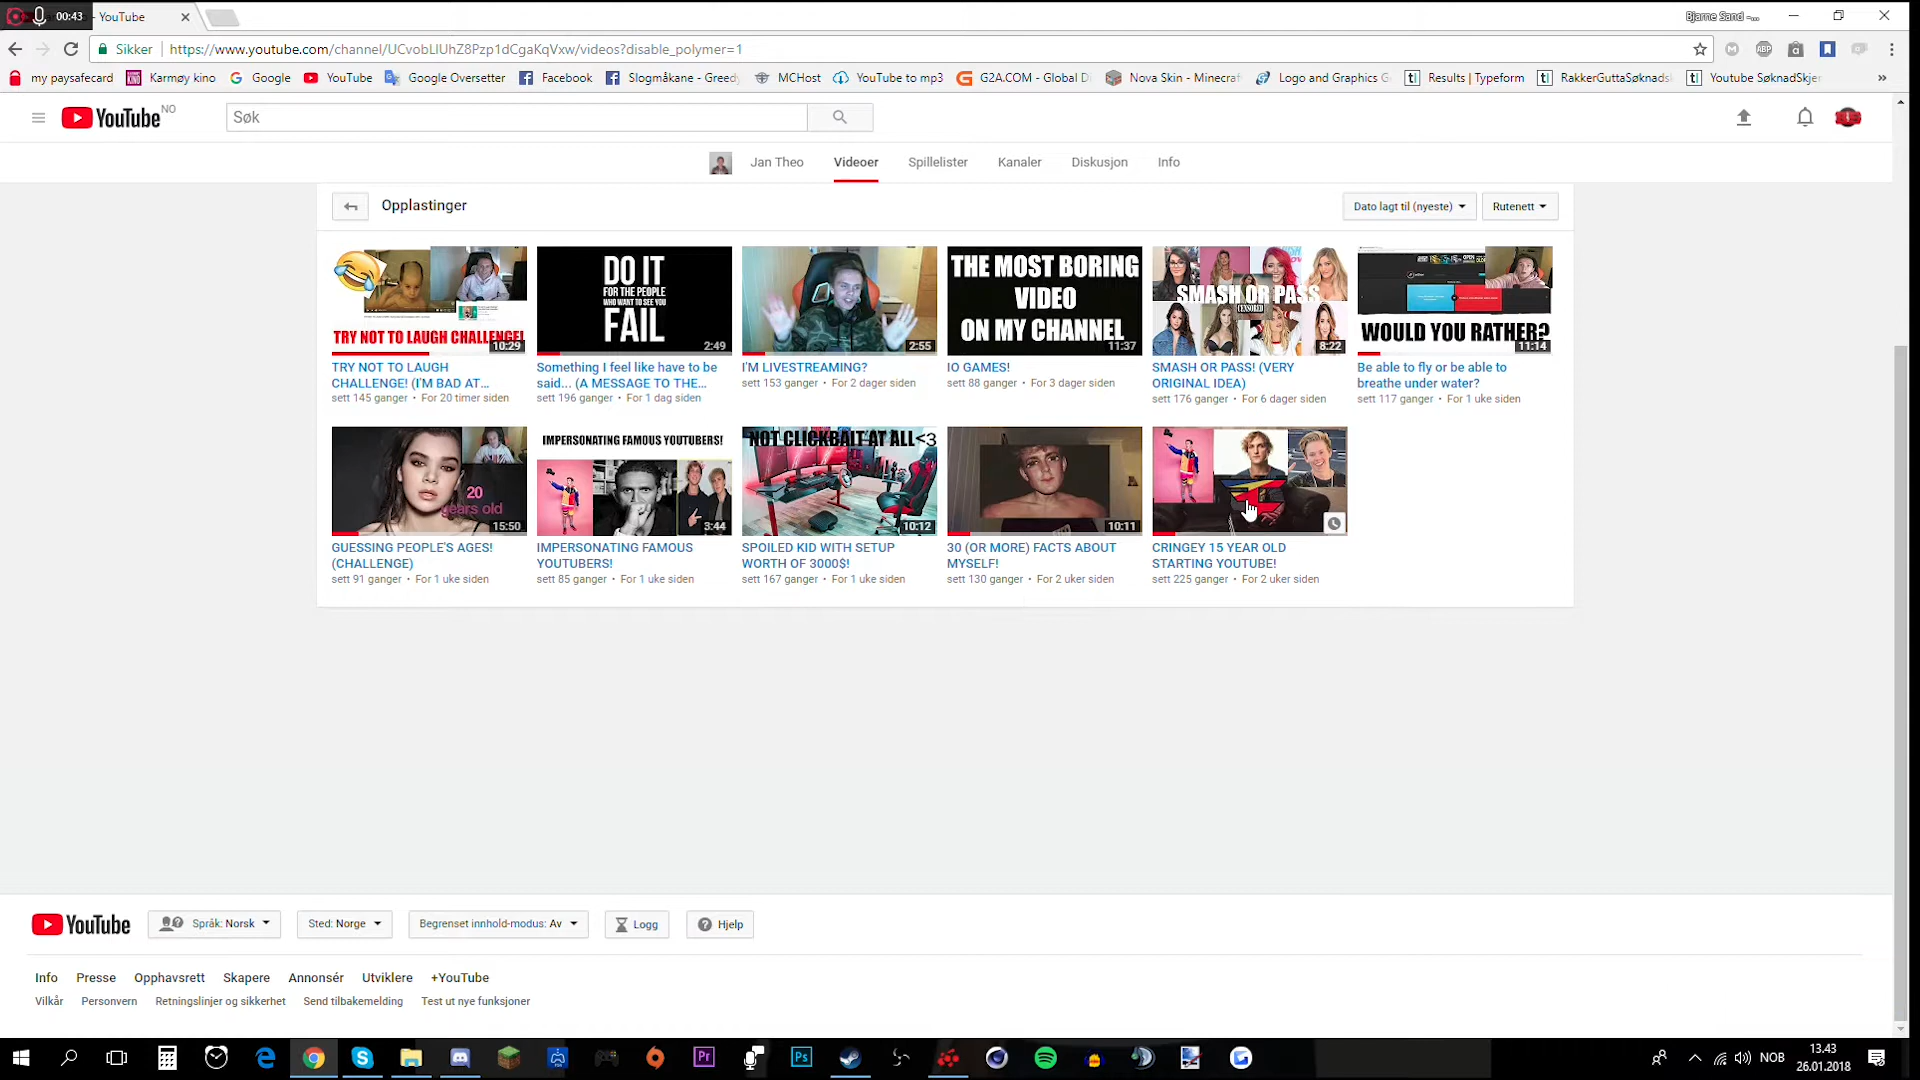 00:43
- YouTube
Bjarne Sand -...
Sikker
https://www.youtube.com/channel/UCvobLlUhZ8Pzp1dCgaKqVxw/videos?disable_polymer=1
my paysafecard
Karmøy kino
Google
YouTube
Google Oversetter
Facebook
Slogmåkane - Greedy
MCHost
YouTube to mp3
G2A.COM - Global D
Nova Skin - Minecraf
Logo and Graphics G
Results | Typeform
RakkerGuttaSøknads
Youtube SøknadSkjer
YouTube NO
Søk
Jan Theo
Videoer
Spillelister
Kanaler
Diskusjon
Info
Opplastinger
Dato lagt til (nyeste)
Rutenett
TRY NOT TO LAUGH CHALLENGE!
10:29
TRY NOT TO LAUGH
CHALLENGE! (I'M BAD AT...
sett 145 ganger • For 20 timer siden
DO IT
FOR THE PEOPLE
WHO WANT TO SEE YOU
FAIL
2:49
Something I feel like have to be
said... (A MESSAGE TO THE...
sett 196 ganger • For 1 dag siden
2:55
I'M LIVESTREAMING?
sett 153 ganger • For 2 dager siden
THE MOST BORING
VIDEO
ON MY CHANNEL
11:37
IO GAMES!
sett 88 ganger • For 3 dager siden
SMASH OR PASS
CENSORED
8:22
SMASH OR PASS! (VERY
ORIGINAL IDEA)
sett 176 ganger • For 6 dager siden
WOULD YOU RATHER?
11:14
Be able to fly or be able to
breathe under water?
sett 117 ganger • For 1 uke siden
20
years old
15:50
GUESSING PEOPLE'S AGES!
(CHALLENGE)
sett 91 ganger • For 1 uke siden
IMPERSONATING FAMOUS YOUTUBERS!
3:44
IMPERSONATING FAMOUS
YOUTUBERS!
sett 85 ganger • For 1 uke siden
NOT CLICKBAIT AT ALL<3
10:12
SPOILED KID WITH SETUP
WORTH OF 3000$!
sett 167 ganger • For 1 uke siden
10:11
30 (OR MORE) FACTS ABOUT
MYSELF!
sett 130 ganger • For 2 uker siden
CRINGEY 15 YEAR OLD
STARTING YOUTUBE!
sett 225 ganger • For 2 uker siden
YouTube
Språk: Norsk
Sted: Norge
Begrenset innhold-modus: Av
Logg
Hjelp
Info
Presse
Opphavsrett
Skapere
Annonsér
Utviklere
+YouTube
Vilkår
Personvern
Retningslinjer og sikkerhet
Send tilbakemelding
Test ut nye funksjoner
NOB
13.43
26.01.2018